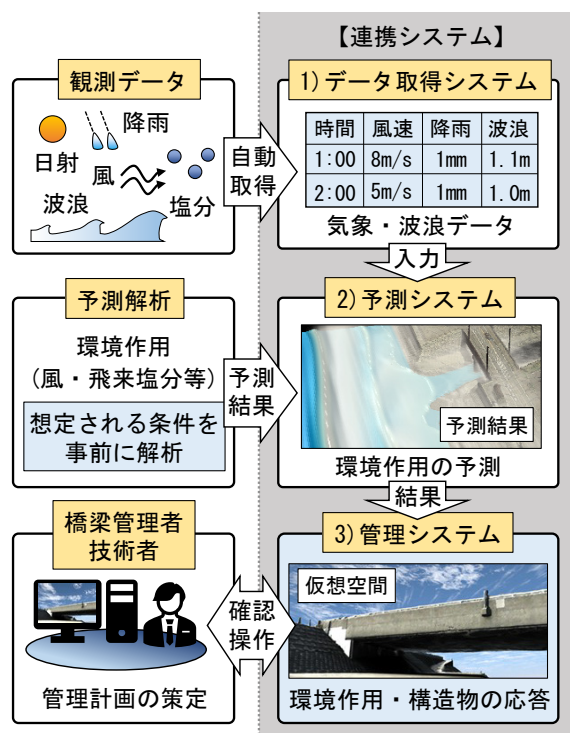 【連携システム】
観測データ
降雨
日射
風
波浪
塩分
自動
取得
1)データ取得システム
時間 風速 降雨 波浪
1:00 8m/s 1mm 1.1m
2:00 5m/s 1mm 1.0m
気象・波浪データ
入力
予測解析
環境作用
(風・飛来塩分等)
想定される条件を
事前に解析
予測
結果
2)予測システム
予測結果
環境作用の予測
結果
橋梁管理者
技術者
管理計画の策定
確認
操作
3)管理システム
仮想空間
環境作用・構造物の応答